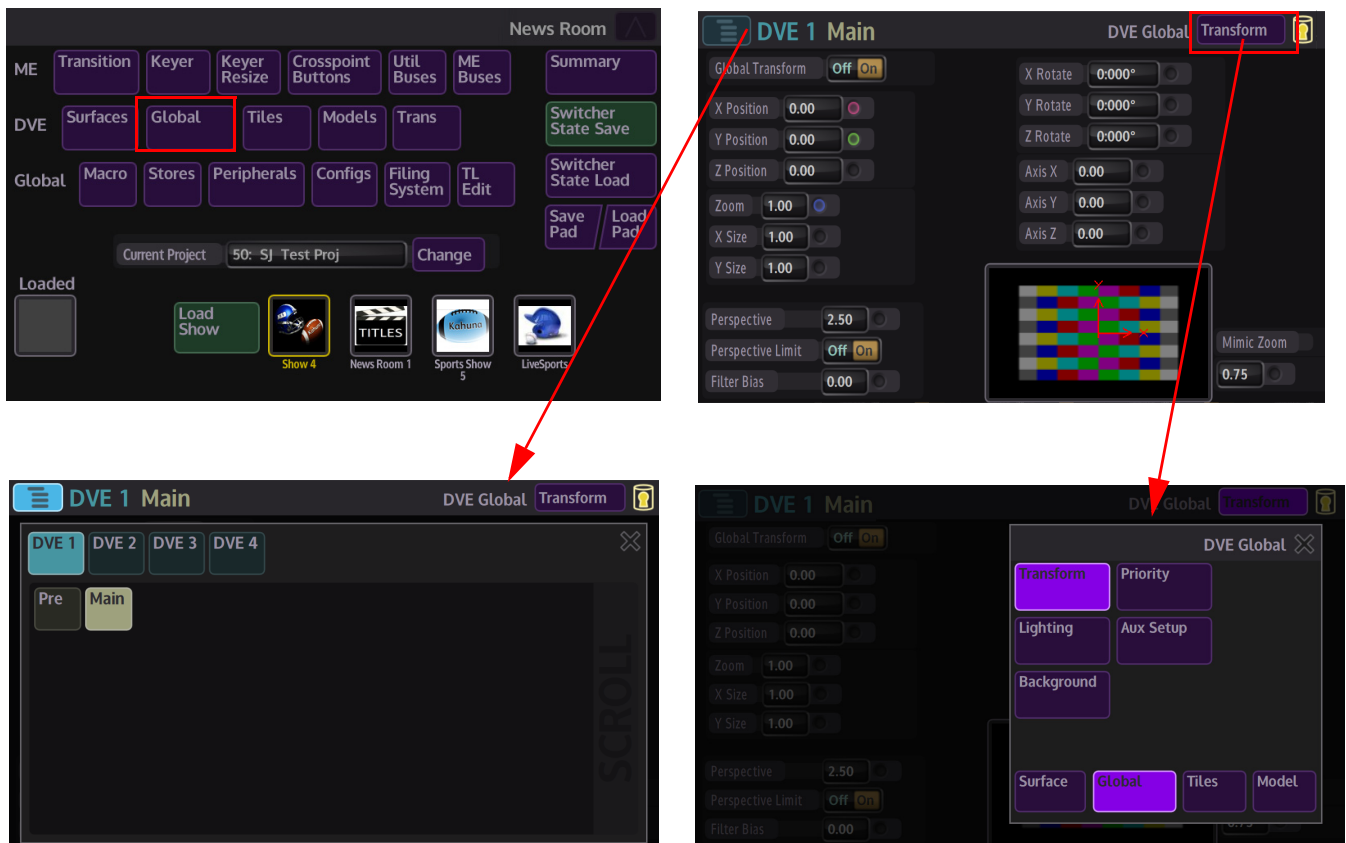 News Room
ME
Transition
Keyer
Keyer
Resize
Crosspoint
Buttons
Util
Buses
ME
Buses
Summary
DVE
Surfaces
Global
Tiles
Models
Trans
Switcher
State Save
Global
Macro
Stores
Peripherals
Configs
Filing
System
TL
Edit
Switcher
State Load
Save
Pad
Load
Pad
Current Project
50: SJ Test Proj
Change
Loaded
Load
Show
TITLES
Kahuna
Show 4
News Room 1
Sports Show
5
LiveSports
DVE 1 Main
DVE Global
Transform
Global Transform Off On
X Position 0.00
Y Position 0.00
Z Position 0.00
Zoom 1.00
X Size 1.00
Y Size 1.00
Perspective 2.50
Perspective Limit Off On
Filter Bias 0.00
X Rotate 0:000°
Y Rotate 0:000°
Z Rotate 0:000°
Axis X 0.00
Axis Y 0.00
Axis Z 0.00
Mimic Zoom
0.75
DVE 1 Main
DVE Global
Transform
DVE 1 DVE 2 DVE 3 DVE 4
Pre Main
SCROLL
DVE 1 Main
DVE Global
Transform
Global Transform Off On
X Position 0.00
Y Position 0.00
Z Position 0.00
Zoom 1.00
X Size 1.00
Y Size 1.00
Perspective 2.50
Perspective Limit Off On
Filter Bias 0.00
DVE Global
Transform Priority
Lighting Aux Setup
Background
Surface Global Tiles Model
0.75